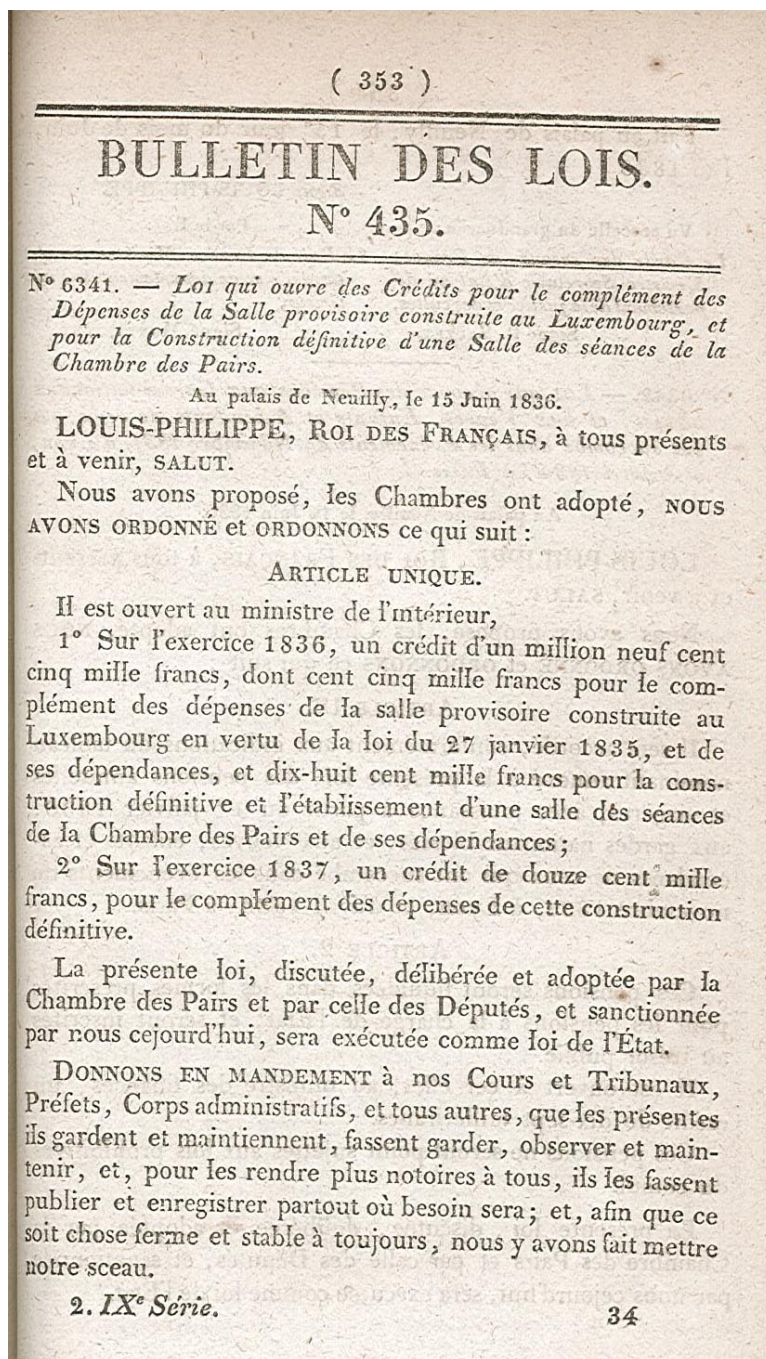 ( 353 )
BULLETIN DES LOIS.
N° 435.
N° 6341. — Loi qui ouvre des Crédits pour le complément des
Dépenses de la Salle provisoire construite au Luxembourg, et
pour la Construction définitive d'une Salle des séances de la
Chambre des Pairs.
Au palais de Neuilly, le 15 Juin 1836.
LOUIS-PHILIPPE, ROI DES FRANÇAIS, à tous présents
et à venir, SALUT.
Nous avons proposé, les Chambres ont adopté, NOUS
AVONS ORDONNÉ et ORDONNONS ce qui suit :
ARTICLE UNIQUE.
Il est ouvert au ministre de l'intérieur,
1° Sur l'exercice 1836, un crédit d'un million neuf cent
cinq mille francs, dont cent cinq mille francs pour le com-
plément des dépenses de la salle provisoire construite au
Luxembourg en vertu de la loi du 27 janvier 1835, et de
ses dépendances, et dix-huit cent mille francs pour la cons-
truction définitive et l'établissement d'une salle des séances
de la Chambre des Pairs et de ses dépendances ;
2° Sur l'exercice 1837, un crédit de douze cent mille
francs, pour le complément des dépenses de cette construction
définitive.
La présente loi, discutée, délibérée et adoptée par la
Chambre des Pairs et par celle des Députés, et sanctionnée
par nous cejourd'hui, sera exécutée comme loi de l'État.
DONNONS EN MANDEMENT à nos Cours et Tribunaux,
Préfets, Corps administratifs, et tous autres, que les présentes
ils gardent et maintiennent, fassent garder, observer et main-
tenir, et, pour les rendre plus notoires à tous, ils les fassent
publier et enregistrer partout où besoin sera ; et, afin que ce
soit chose ferme et stable à toujours, nous y avons fait mettre
notre sceau.
2. IXe Série. 34